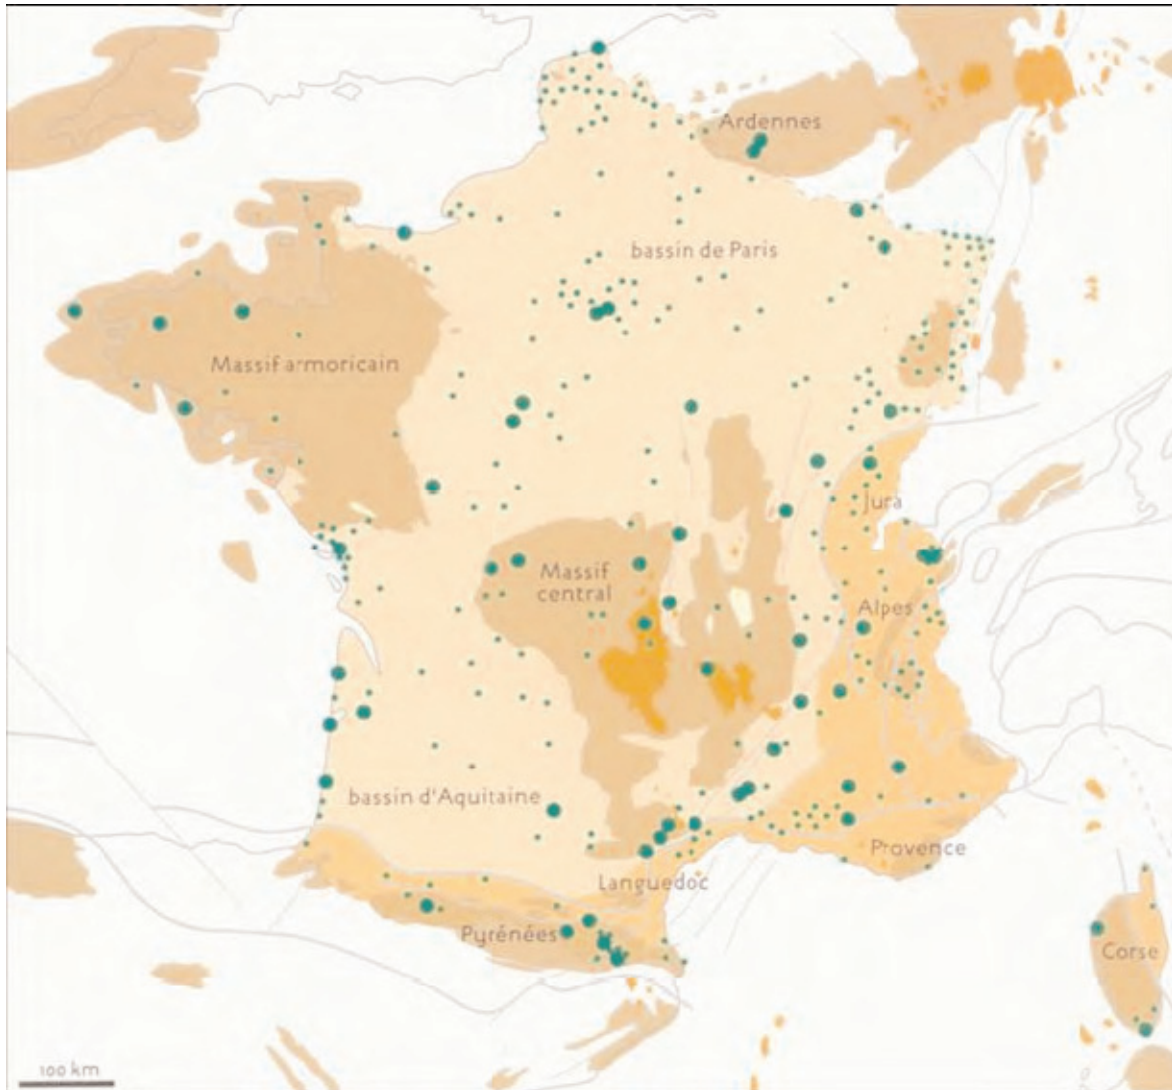 Ardennes
bassin de Paris
Massif armoricain
Jura
Massif
central
Alpes
bassin d'Aquitaine
Provence
Languedoc
Pyrénées
Corse
100 km